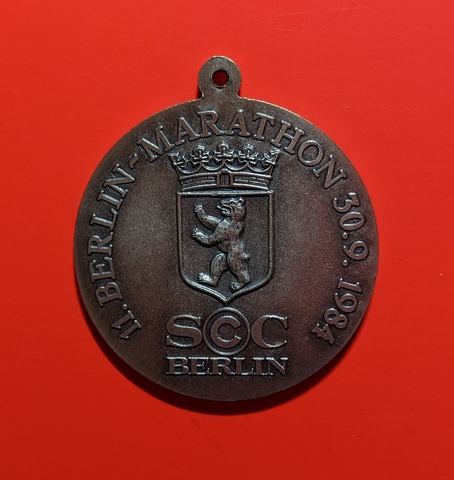 11. BERLIN-MARATHON 30.9.1984
SCC
BERLIN